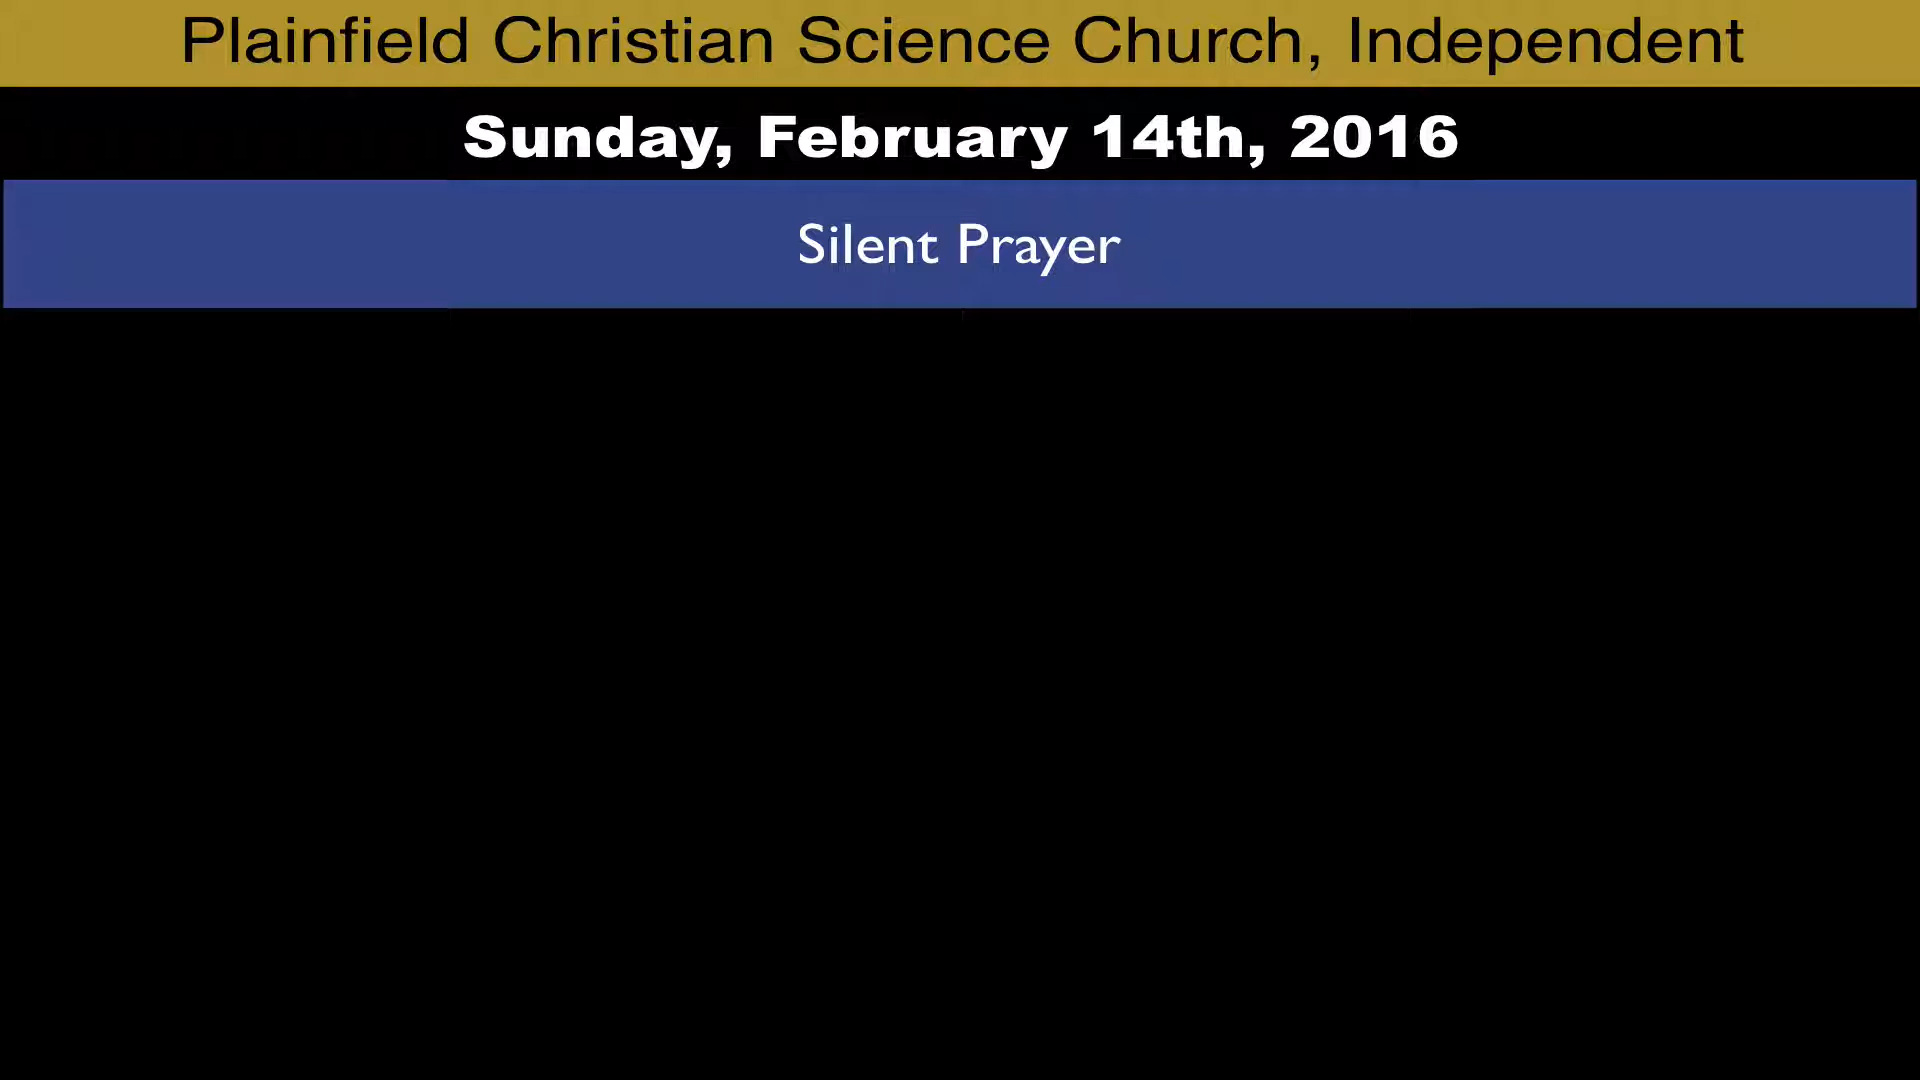 Plainfield Christian Science Church, Independent
Sunday, February 14th, 2016
Silent Prayer